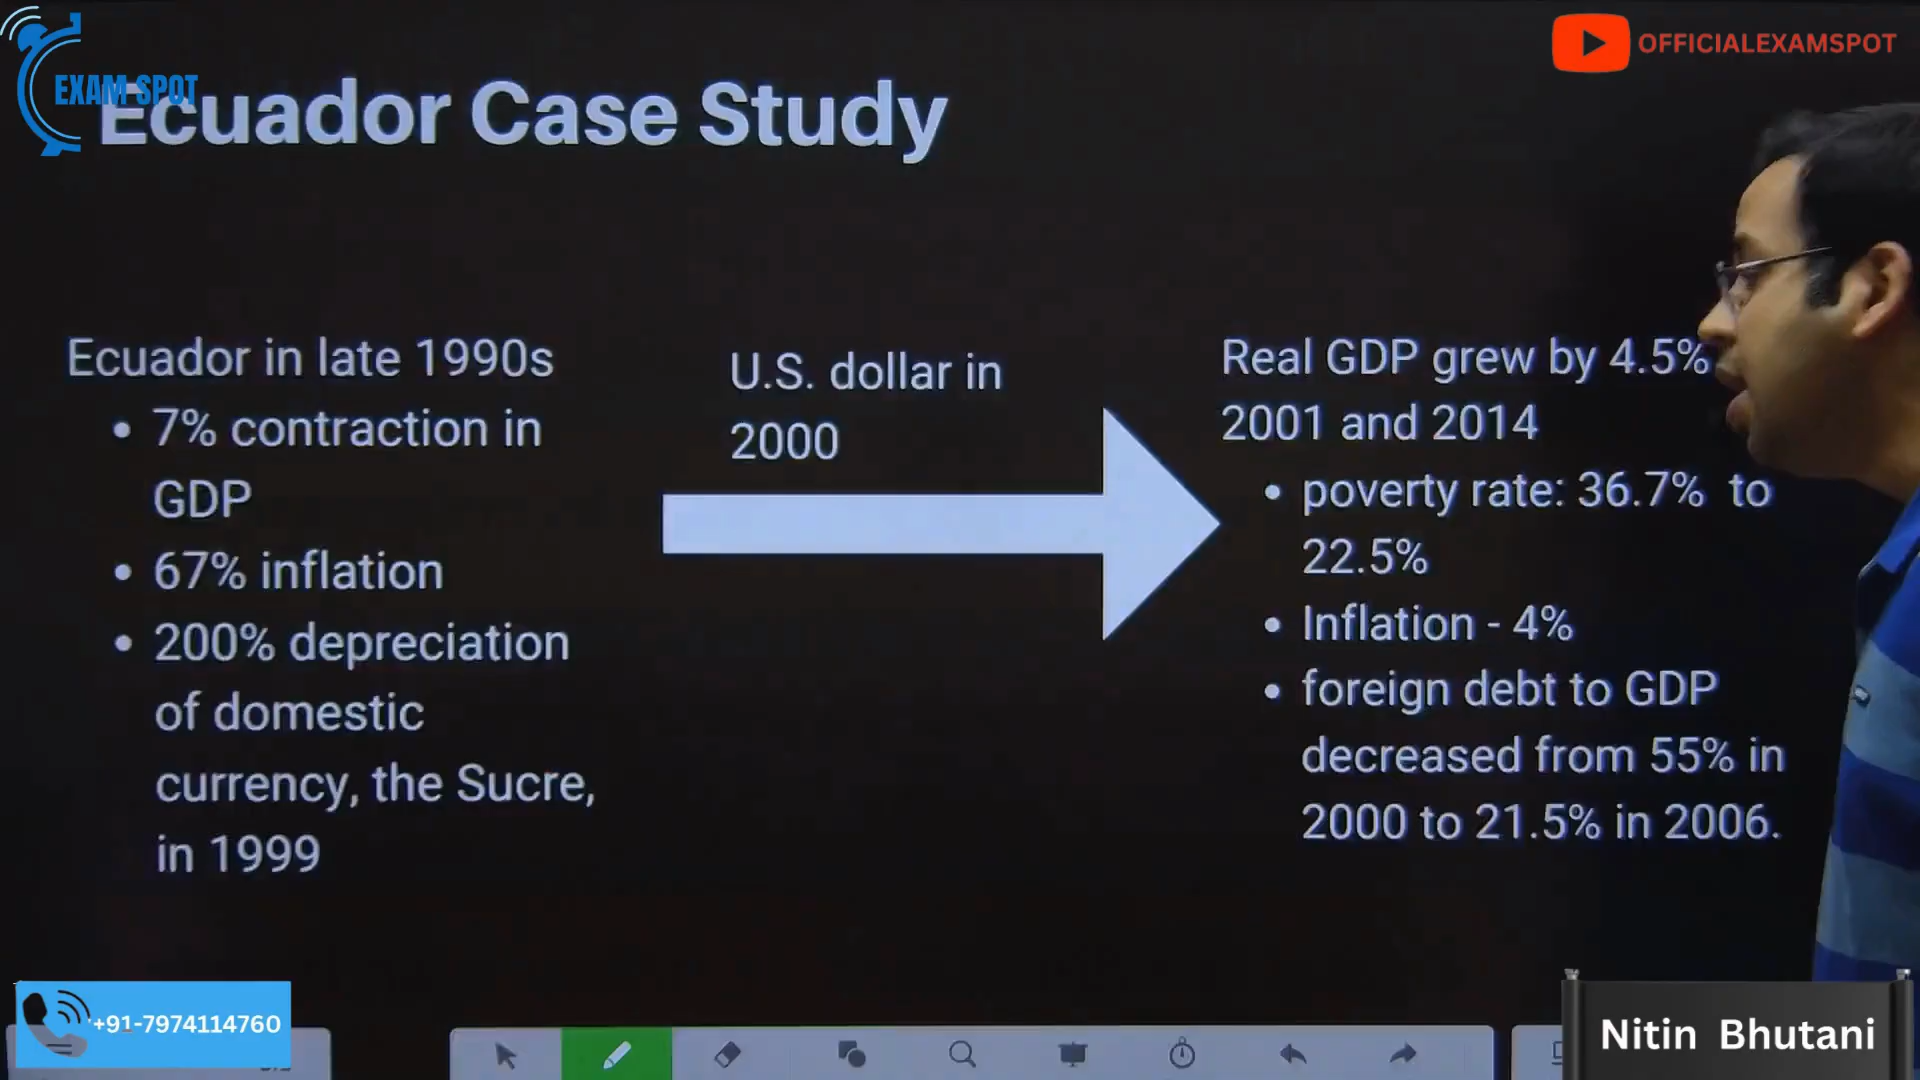 EXAM SPOT
OFFICIALEXAMSPOT
Ecuador Case Study
Ecuador in late 1990s
• 7% contraction in
GDP
• 67% inflation
• 200% depreciation
of domestic
currency, the Sucre,
in 1999
U.S. dollar in
2000
Real GDP grew by 4.5%
2001 and 2014
• poverty rate: 36.7% to
22.5%
• Inflation - 4%
• foreign debt to GDP
decreased from 55% in
2000 to 21.5% in 2006.
+91-7974114760
Nitin Bhutani